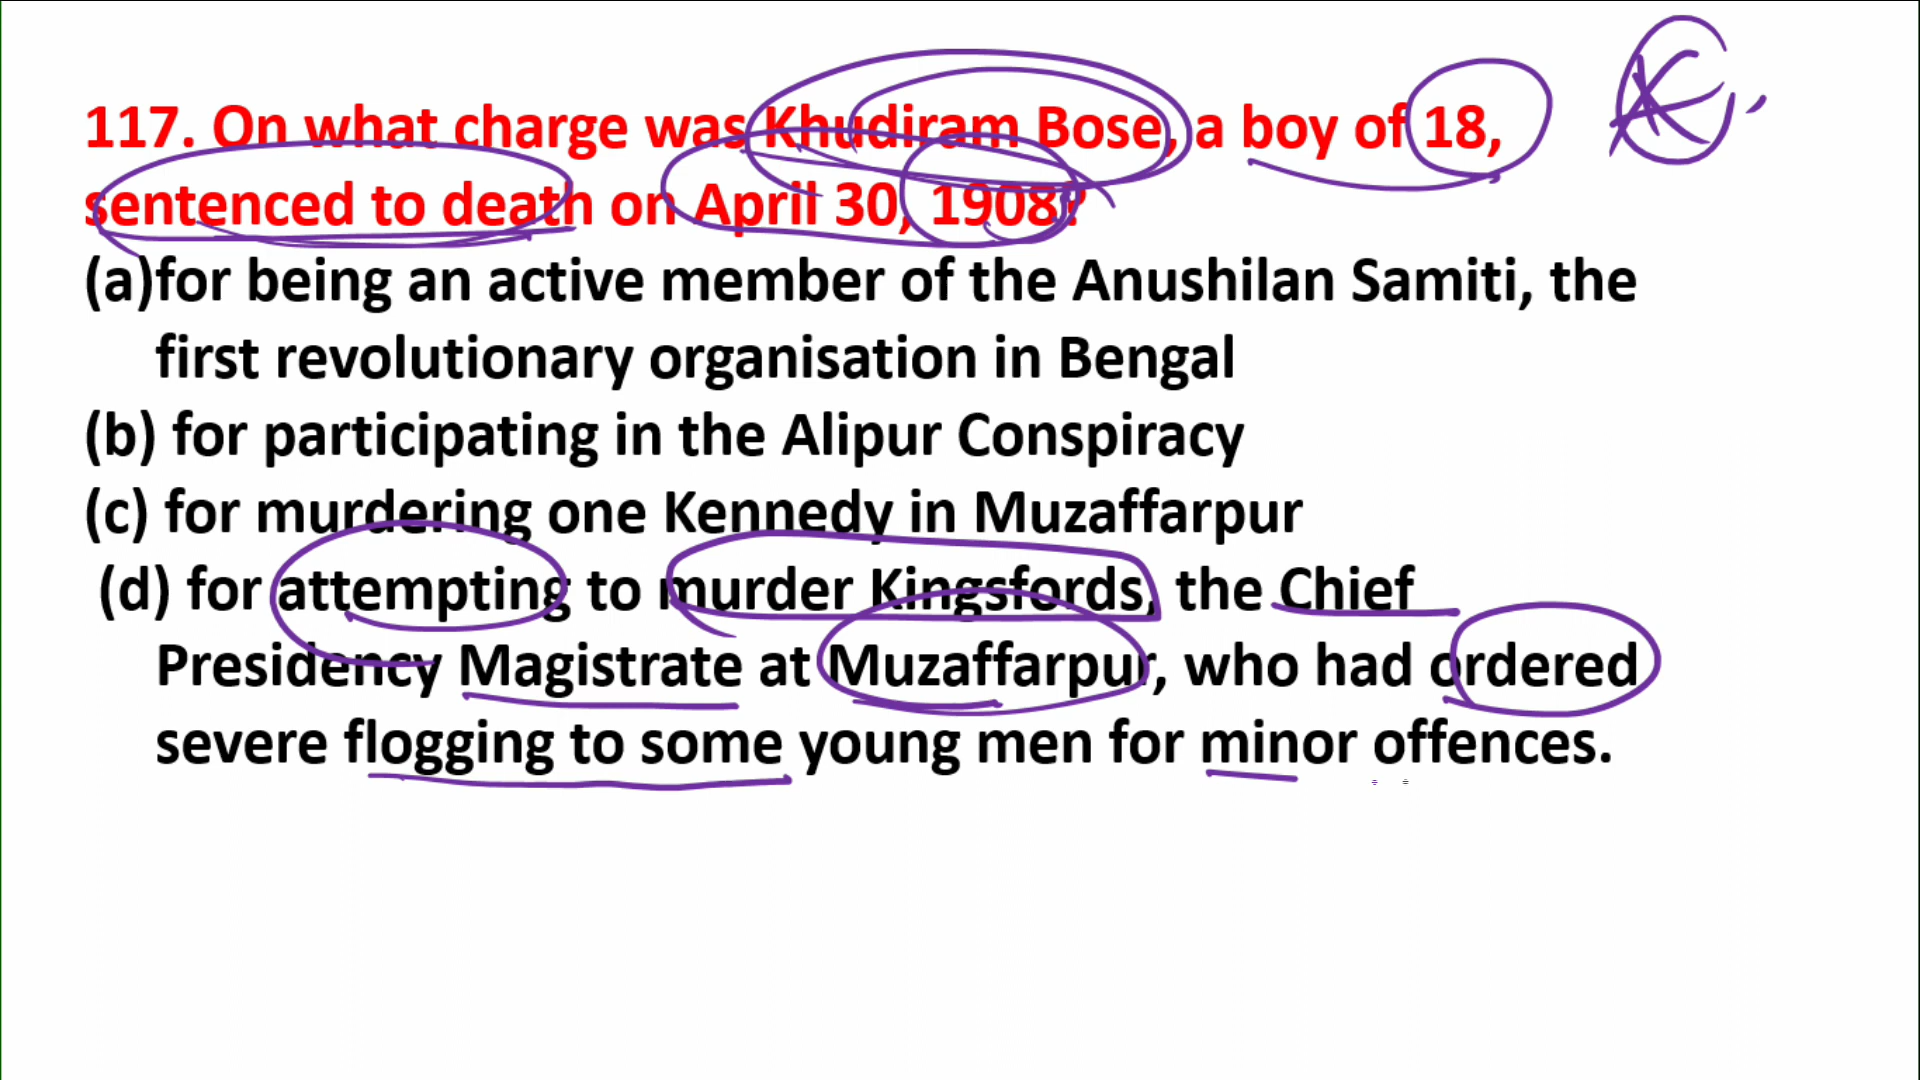 117. On what charge was Khudiram Bose, a boy of 18,
sentenced to death on April 30, 1908?
(a)for being an active member of the Anushilan Samiti, the
first revolutionary organisation in Bengal
(b) for participating in the Alipur Conspiracy
(c) for murdering one Kennedy in Muzaffarpur
(d) for attempting to murder Kingsfords, the Chief
Presidency Magistrate at Muzaffarpur, who had ordered
severe flogging to some young men for minor offences.